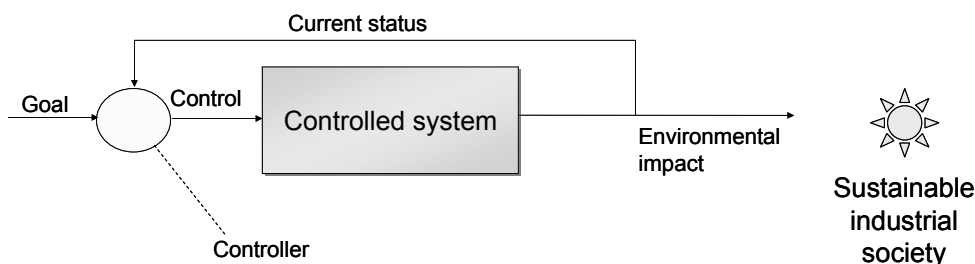 Current status
Goal
Control
Controlled system
Environmental
impact
Controller
Sustainable
industrial
society